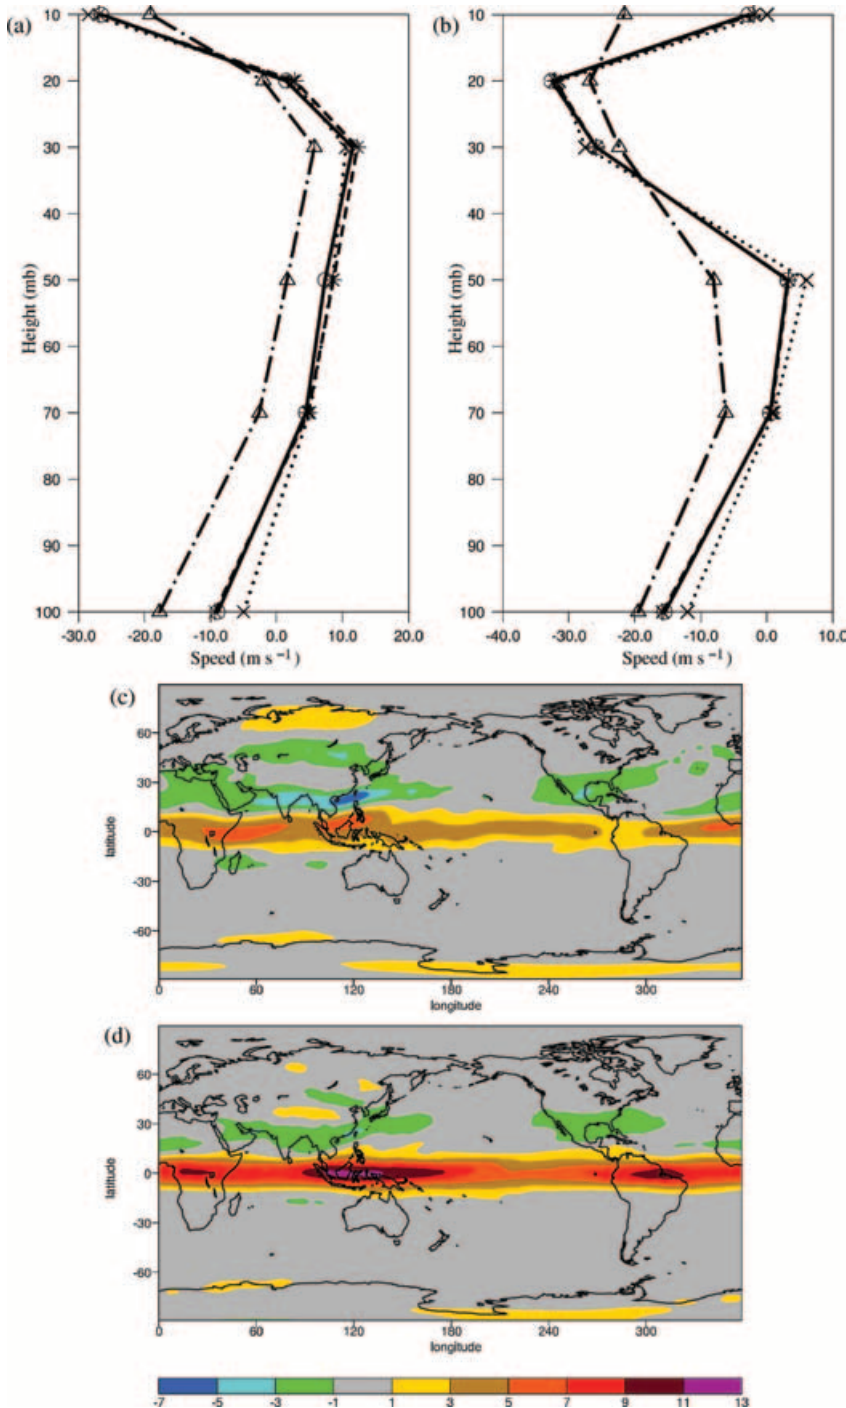 (a)
(b)
10
20
30
40
50
60
70
80
90
100
Height (mb)
-30.0 -20.0 -10.0 0.0 10.0 20.0
Speed (m s⁻¹)
10
20
30
40
50
60
70
80
90
100
Height (mb)
-40.0 -30.0 -20.0 -10.0 0.0 10.0
Speed (m s⁻¹)
(c)
60
30
0
-30
-60
latitude
0 60 120 180 240 300
longitude
(d)
60
30
0
-30
-60
latitude
0 60 120 180 240 300
longitude
-7 -5 -3 -1 1 3 5 7 9 11 13